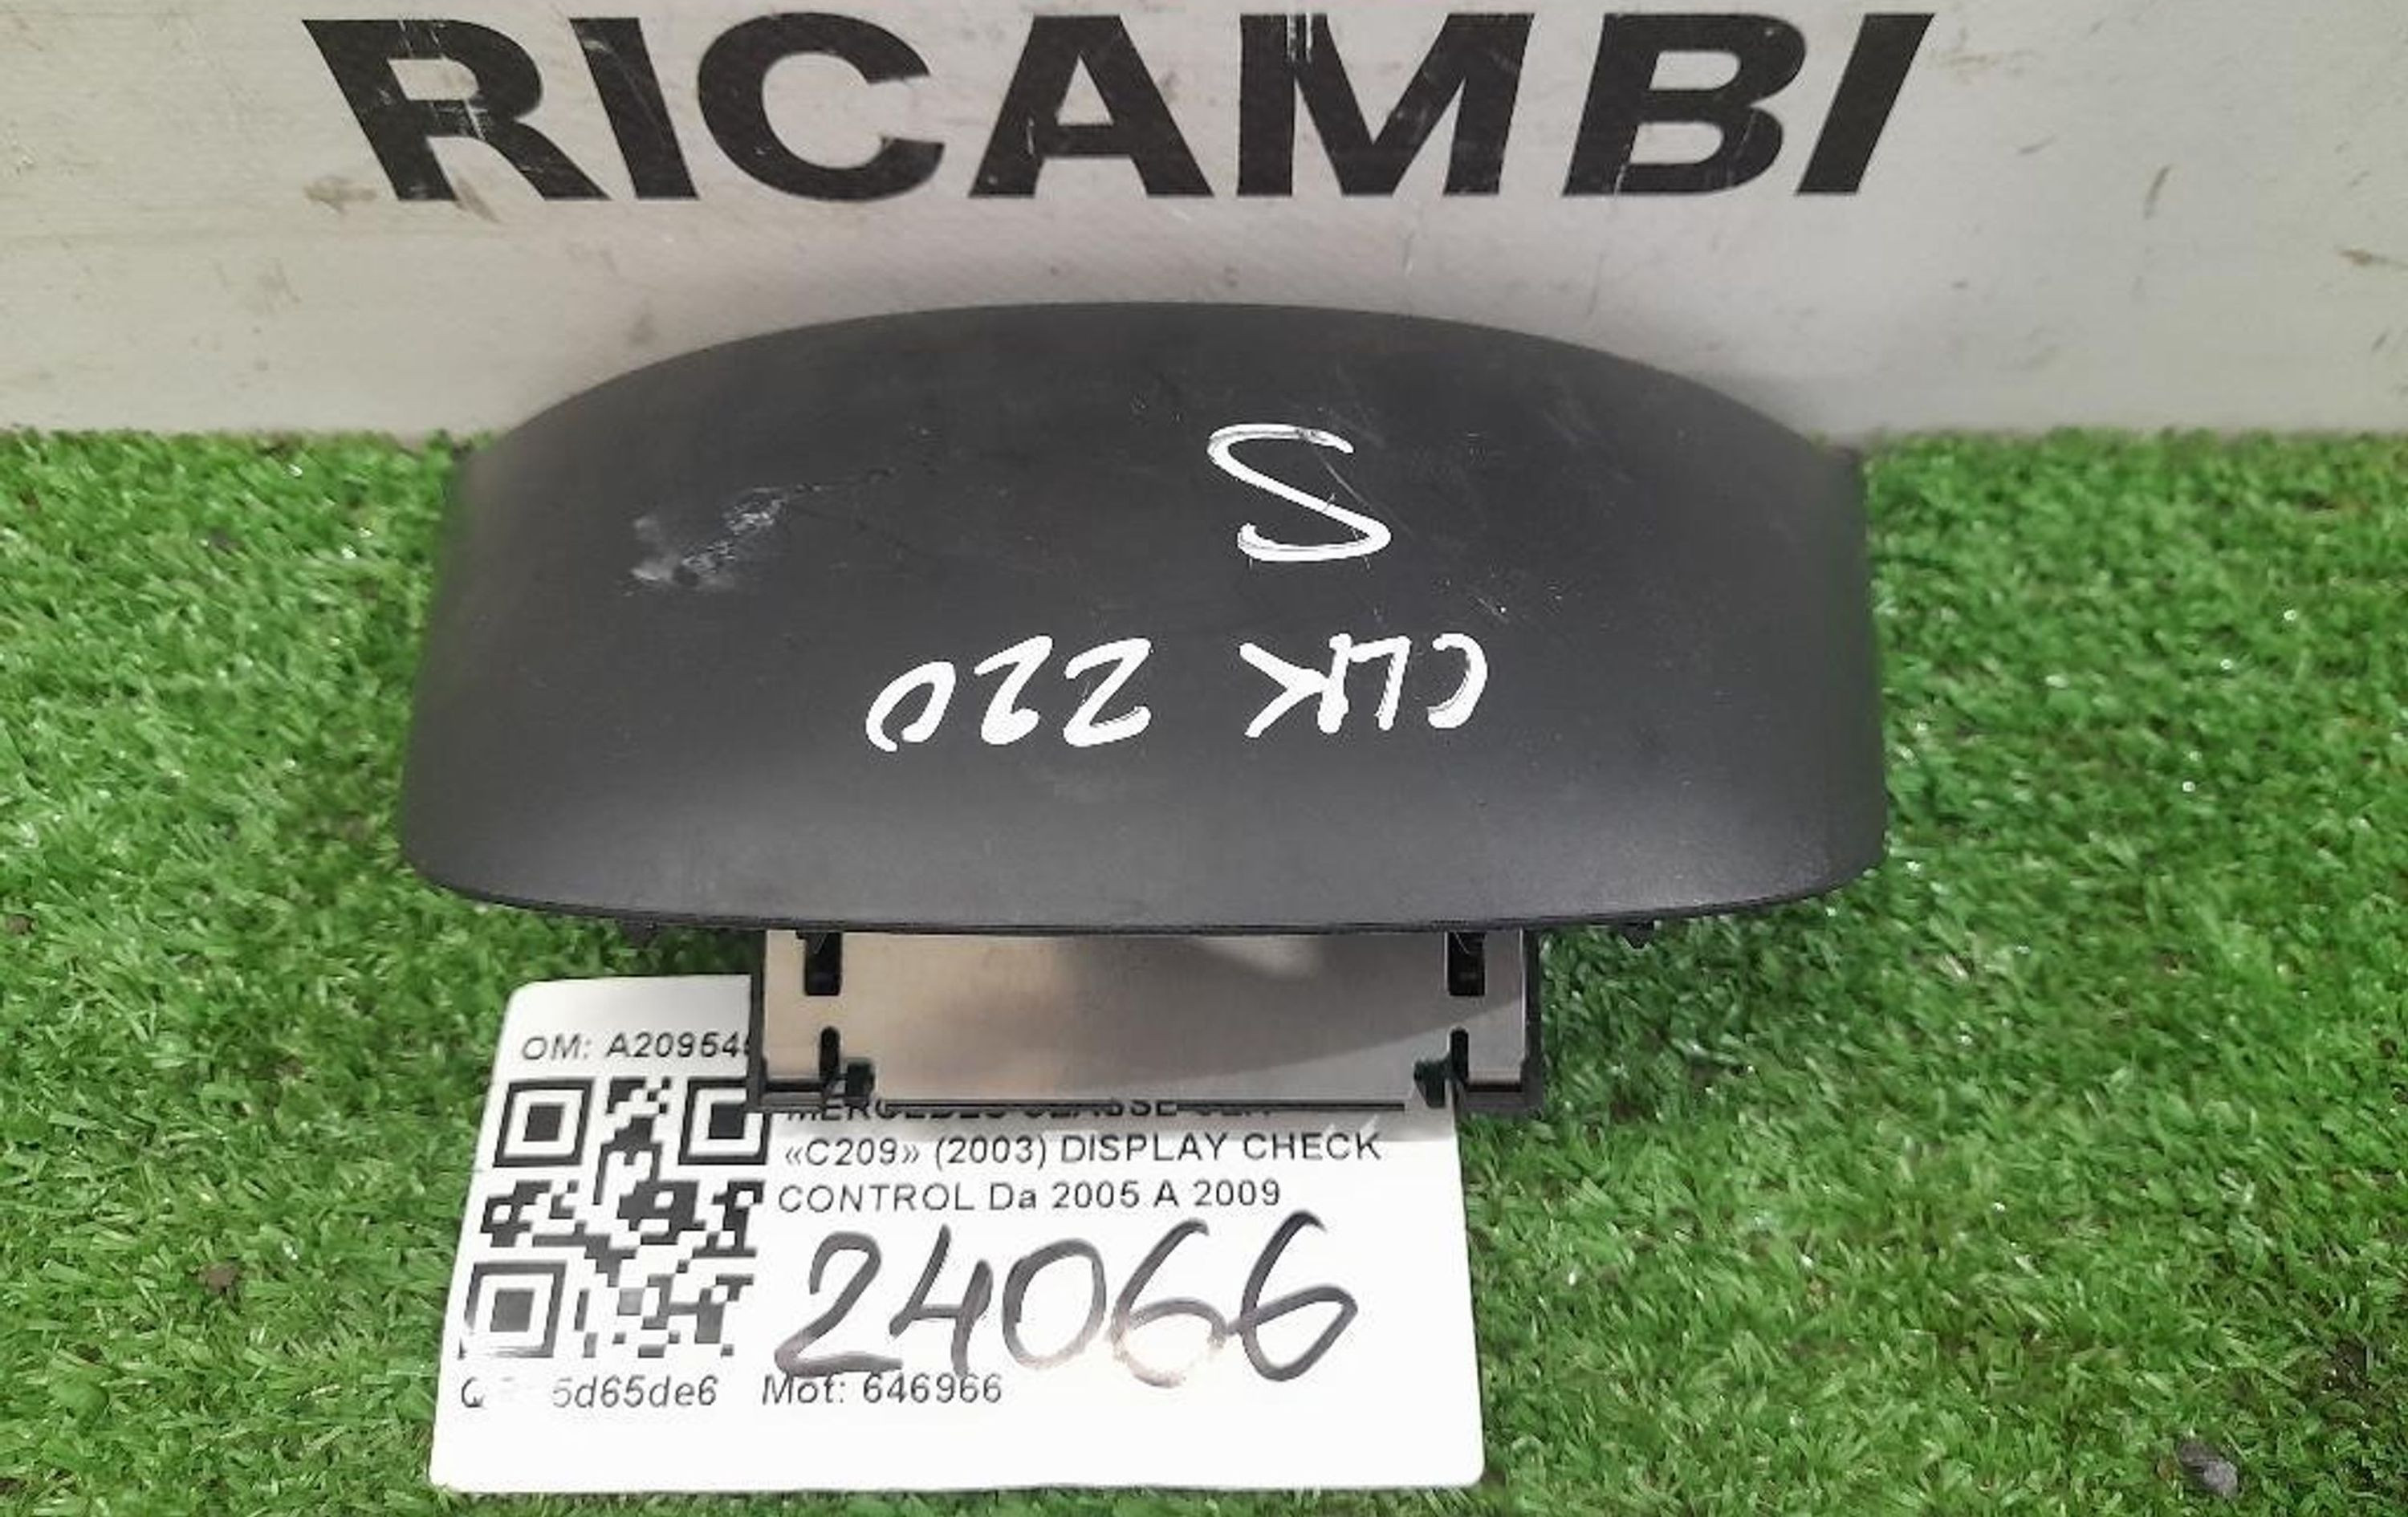 RICAMBI
S
CLK 220
OM: A20954
MERCEDES CLASSE CLK
«C209» (2003) DISPLAY CHECK
CONTROL Da 2005 A 2009
24066
5d65de6 Mot: 646966